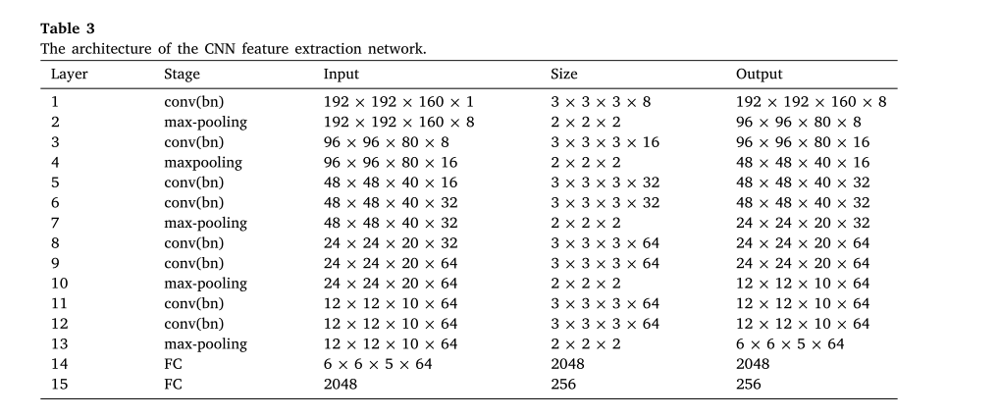 Table 3
The architecture of the CNN feature extraction network.
Layer Stage Input Size Output
1 conv(bn) 192 × 192 × 160 × 1 3 × 3 × 3 × 8 192 × 192 × 160 × 8
2 max-pooling 192 × 192 × 160 × 8 2 × 2 × 2 96 × 96 × 80 × 8
3 conv(bn) 96 × 96 × 80 × 8 3 × 3 × 3 × 16 96 × 96 × 80 × 16
4 maxpooling 96 × 96 × 80 × 16 2 × 2 × 2 48 × 48 × 40 × 16
5 conv(bn) 48 × 48 × 40 × 16 3 × 3 × 3 × 32 48 × 48 × 40 × 32
6 conv(bn) 48 × 48 × 40 × 32 3 × 3 × 3 × 32 48 × 48 × 40 × 32
7 max-pooling 48 × 48 × 40 × 32 2 × 2 × 2 24 × 24 × 20 × 32
8 conv(bn) 24 × 24 × 20 × 32 3 × 3 × 3 × 64 24 × 24 × 20 × 64
9 conv(bn) 24 × 24 × 20 × 64 3 × 3 × 3 × 64 24 × 24 × 20 × 64
10 max-pooling 24 × 24 × 20 × 64 2 × 2 × 2 12 × 12 × 10 × 64
11 conv(bn) 12 × 12 × 10 × 64 3 × 3 × 3 × 64 12 × 12 × 10 × 64
12 conv(bn) 12 × 12 × 10 × 64 3 × 3 × 3 × 64 12 × 12 × 10 × 64
13 max-pooling 12 × 12 × 10 × 64 2 × 2 × 2 6 × 6 × 5 × 64
14 FC 6 × 6 × 5 × 64 2048 2048
15 FC 2048 256 256